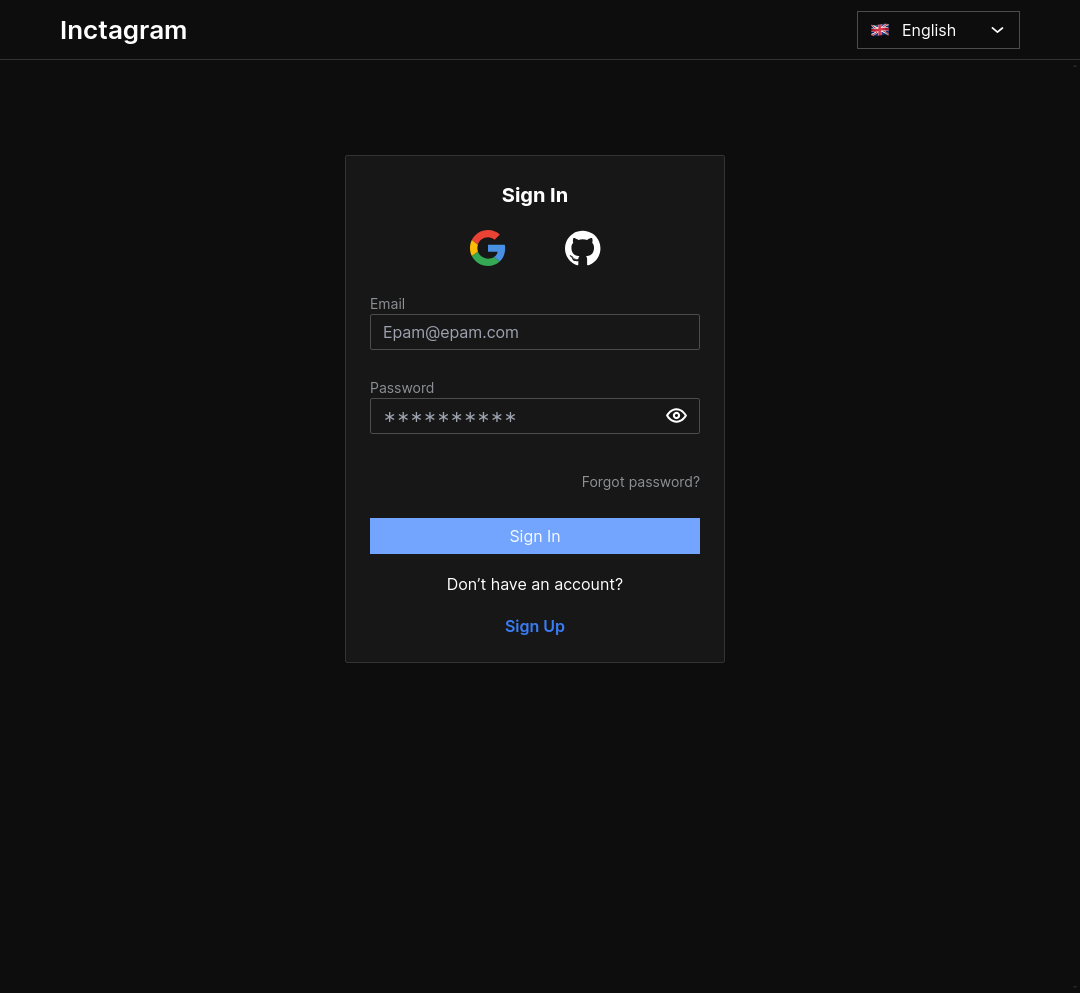 Inctagram
English
Sign In
Email
Epam@epam.com
Password
**********
Forgot password?
Sign In
Don’t have an account?
Sign Up